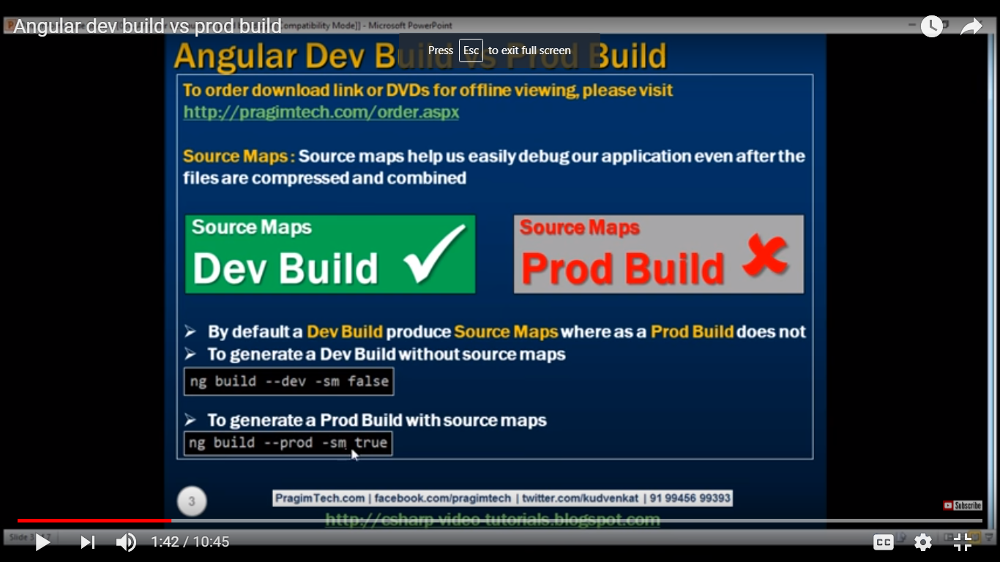 Angular dev build vs prod build
ompatibility Mode]] - Microsoft PowerPoint
Press Esc to exit full screen
Angular Dev Build vs Prod Build
To order download link or DVDs for offline viewing, please visit
http://pragimtech.com/order.aspx
Source Maps : Source maps help us easily debug our application even after the
files are compressed and combined
Source Maps
Dev Build
Source Maps
Prod Build
By default a Dev Build produce Source Maps where as a Prod Build does not
To generate a Dev Build without source maps
ng build --dev -sm false
To generate a Prod Build with source maps
ng build --prod -sm true
3
PragimTech.com | facebook.com/pragimtech | twitter.com/kudvenkat | 91 99456 99393
Subscribe
http://csharp-video-tutorials.blogspot.com
Slide 3
1:42 / 10:45
CC